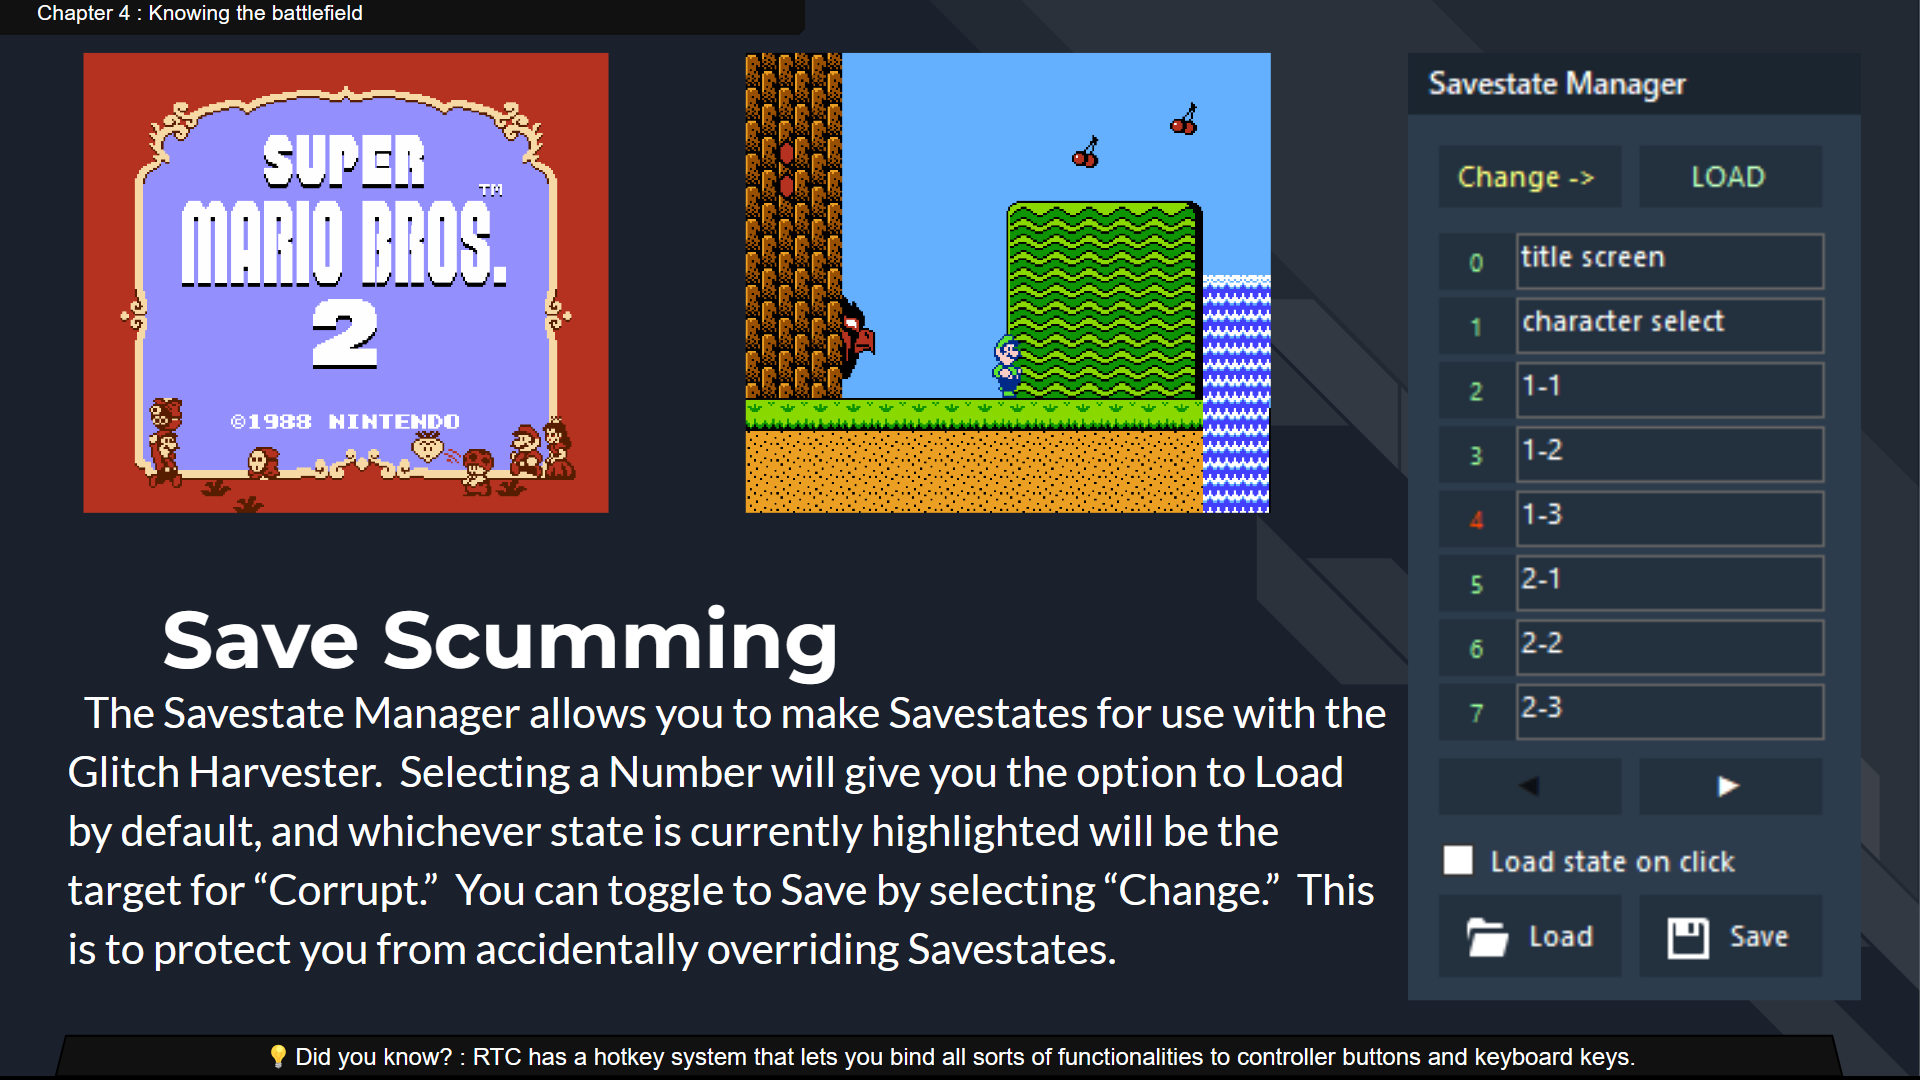 Chapter 4 : Knowing the battlefield
SUPER
MARIO BROS.
TM
2
©1988 NINTENDO
Savestate Manager
Change -> LOAD
0 title screen
1 character select
2 1-1
3 1-2
4 1-3
5 2-1
6 2-2
7 2-3
Load state on click
Load Save
Save Scumming
The Savestate Manager allows you to make Savestates for use with the
Glitch Harvester. Selecting a Number will give you the option to Load
by default, and whichever state is currently highlighted will be the
target for “Corrupt.” You can toggle to Save by selecting “Change.” This
is to protect you from accidentally overriding Savestates.
Did you know? : RTC has a hotkey system that lets you bind all sorts of functionalities to controller buttons and keyboard keys.